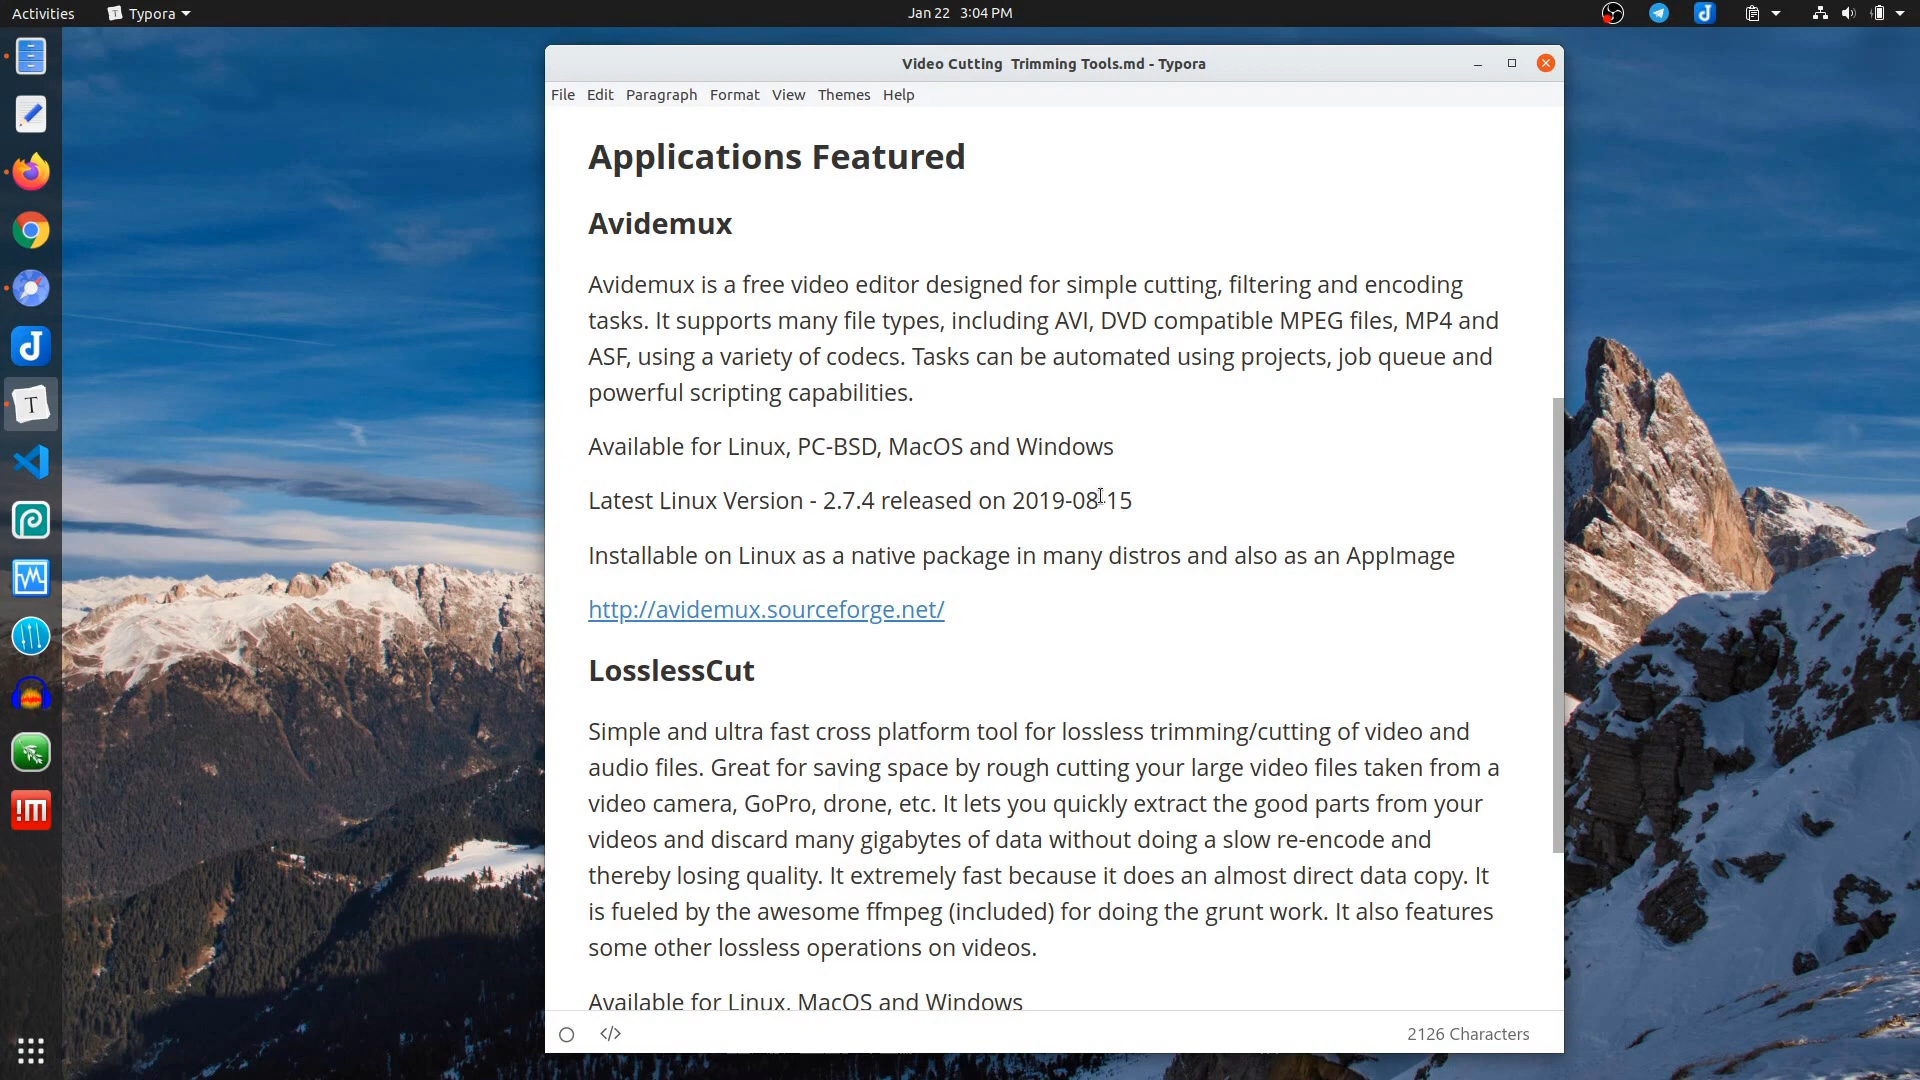 Activities Typora Jan 22 3:04 PM
Video Cutting Trimming Tools.md - Typora
File Edit Paragraph Format View Themes Help
Applications Featured
Avidemux
Avidemux is a free video editor designed for simple cutting, filtering and encoding
tasks. It supports many file types, including AVI, DVD compatible MPEG files, MP4 and
ASF, using a variety of codecs. Tasks can be automated using projects, job queue and
powerful scripting capabilities.
Available for Linux, PC-BSD, MacOS and Windows
Latest Linux Version - 2.7.4 released on 2019-08-15
Installable on Linux as a native package in many distros and also as an AppImage
http://avidemux.sourceforge.net/
LosslessCut
Simple and ultra fast cross platform tool for lossless trimming/cutting of video and
audio files. Great for saving space by rough cutting your large video files taken from a
video camera, GoPro, drone, etc. It lets you quickly extract the good parts from your
videos and discard many gigabytes of data without doing a slow re-encode and
thereby losing quality. It extremely fast because it does an almost direct data copy. It
is fueled by the awesome ffmpeg (included) for doing the grunt work. It also features
some other lossless operations on videos.
Available for Linux, MacOS and Windows
2126 Characters